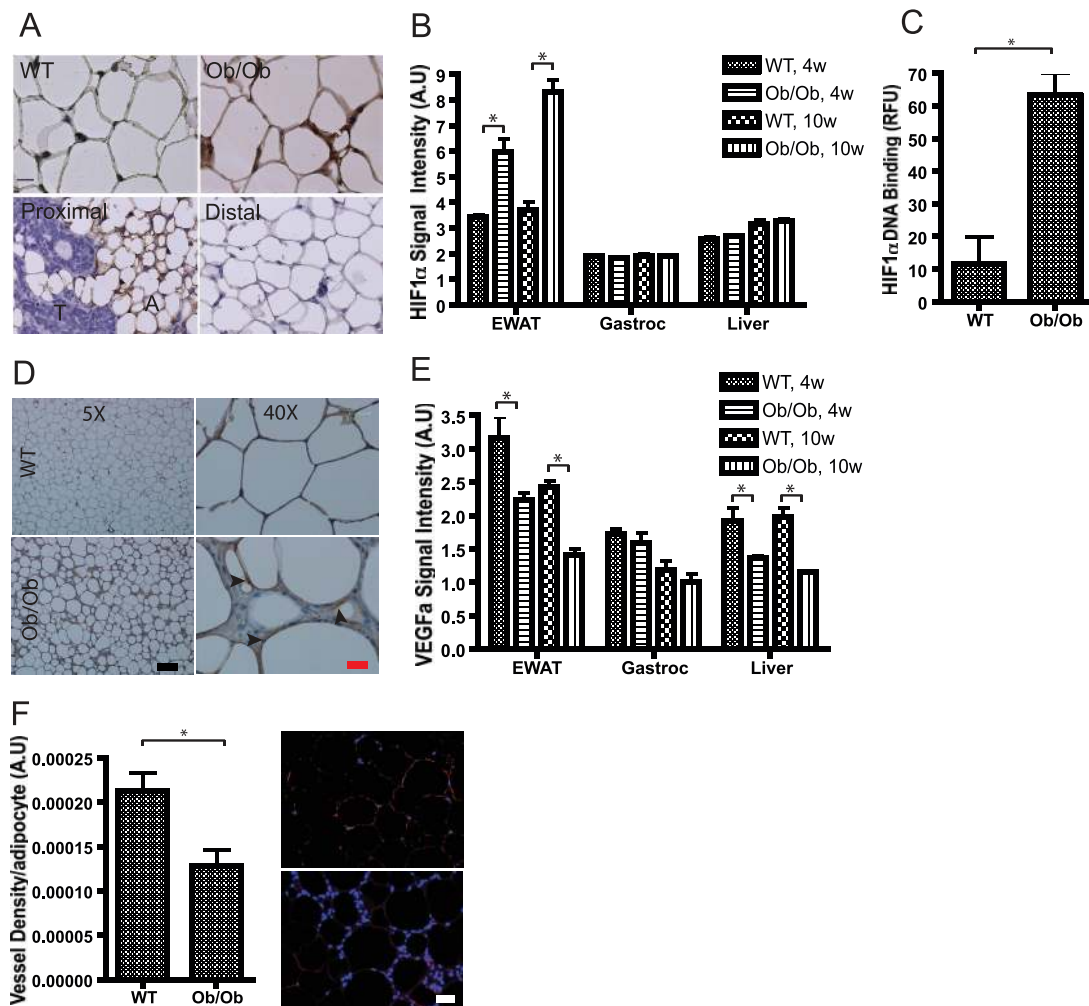 A
WT
Ob/Ob
Proximal
Distal
T
A
B
HIF1α Signal Intensity (A.U)
9
8
7
6
5
4
3
2
1
0
*
*
EWAT
Gastroc
Liver
WT, 4w
Ob/Ob, 4w
WT, 10w
Ob/Ob, 10w
C
HIF1α DNA Binding (RFU)
70
60
50
40
30
20
10
0
*
WT
Ob/Ob
D
5X
40X
WT
Ob/Ob
E
VEGFa Signal Intensity (A.U)
3.5
3.0
2.5
2.0
1.5
1.0
0.5
0.0
*
*
*
*
EWAT
Gastroc
Liver
WT, 4w
Ob/Ob, 4w
WT, 10w
Ob/Ob, 10w
F
Vessel Density/adipocyte (A.U)
0.00025
0.00020
0.00015
0.00010
0.00005
0.00000
*
WT
Ob/Ob